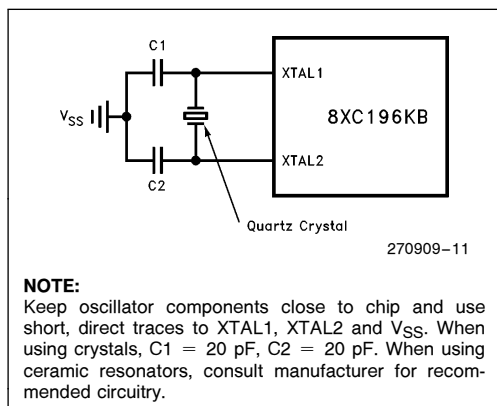 C1
XTAL1
8XC196KB
VSS
XTAL2
C2
Quartz Crystal
270909–11
NOTE:
Keep oscillator components close to chip and use
short, direct traces to XTAL1, XTAL2 and VSS. When
using crystals, C1 = 20 pF, C2 = 20 pF. When using
ceramic resonators, consult manufacturer for recom-
mended circuitry.